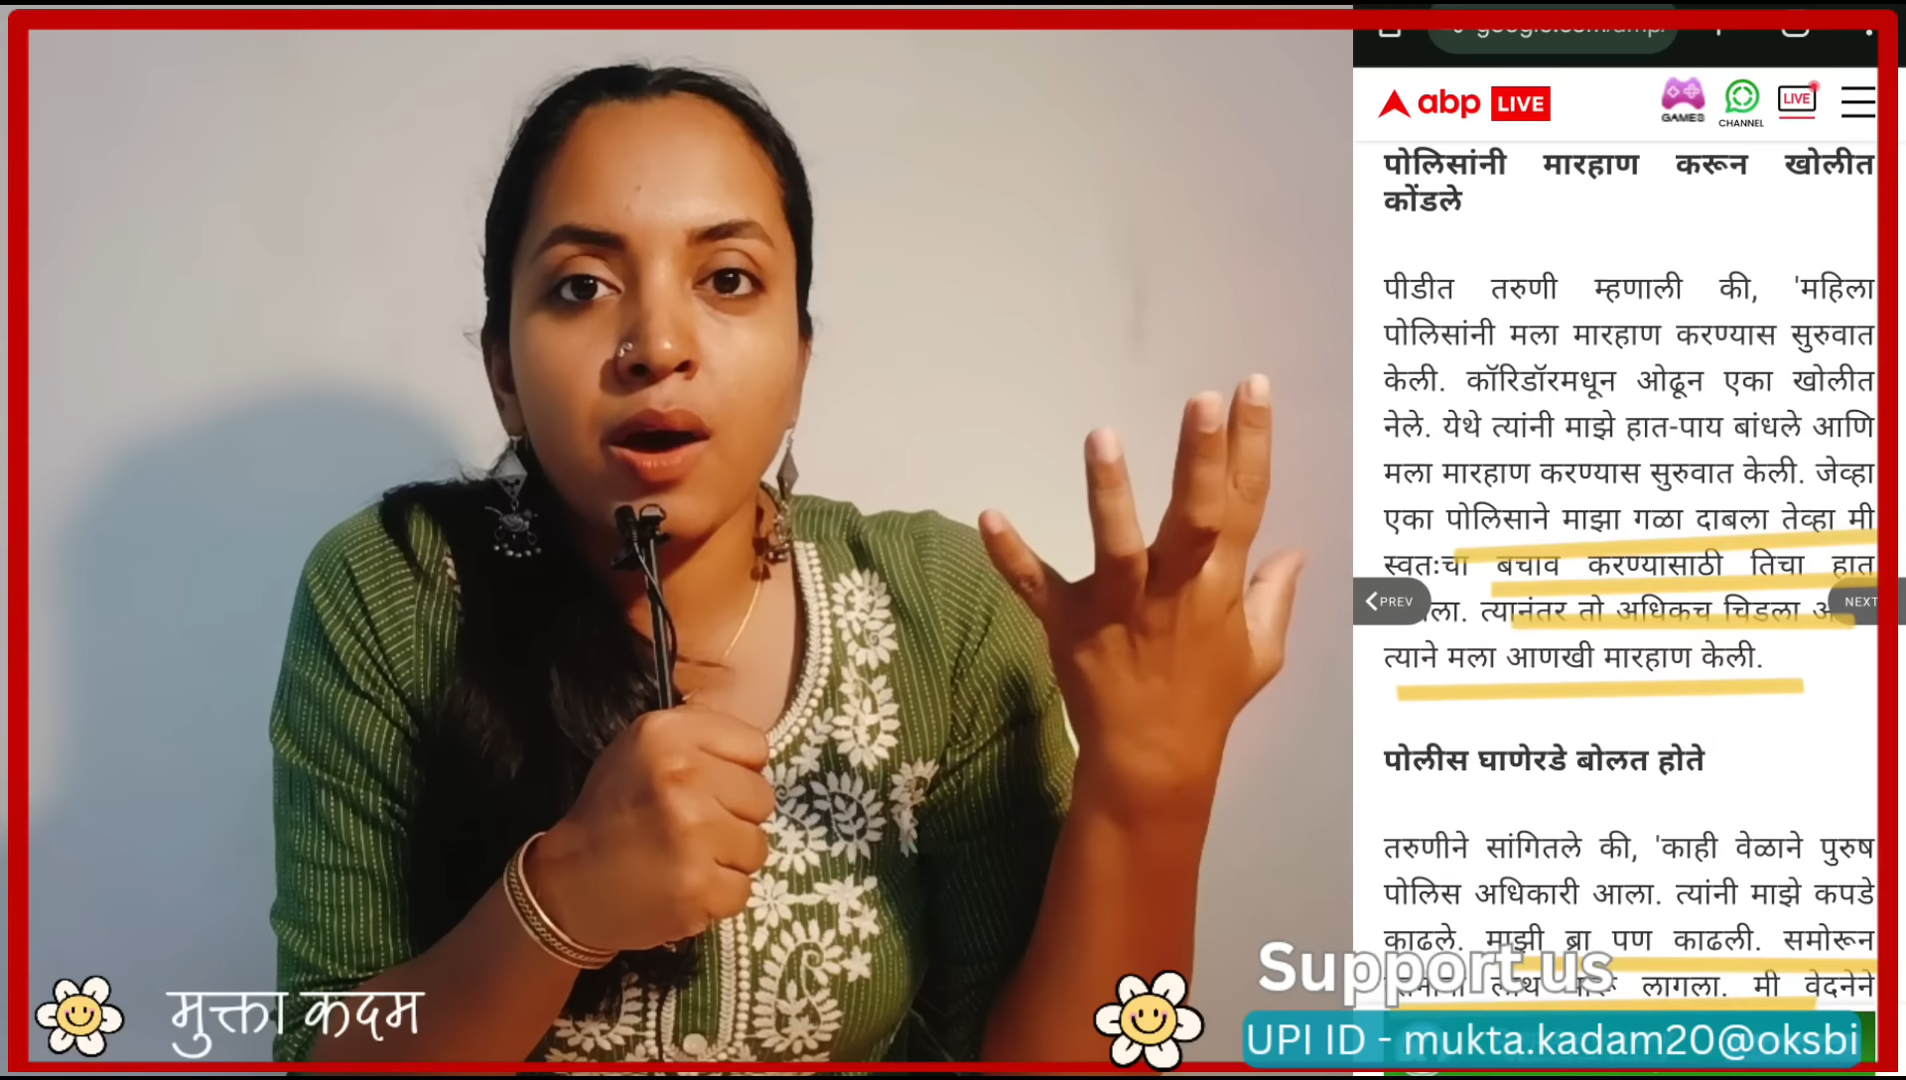 abp LIVE
GAMES
CHANNEL
LIVE
पोलिसांनी मारहाण करून खोलीत
कोंडले
पीडीत तरुणी म्हणाली की, 'महिला
पोलिसांनी मला मारहाण करण्यास सुरुवात
केली. कॉरिडॉरमधून ओढून एका खोलीत
नेले. येथे त्यांनी माझे हात-पाय बांधले आणि
मला मारहाण करण्यास सुरुवात केली. जेव्हा
एका पोलिसाने माझा गळा दाबला तेव्हा मी
स्वतःचा बचाव करण्यासाठी तिचा हात
PREV
त्यानंतर तो अधिकच चिडला
NEXT
त्याने मला आणखी मारहाण केली.
पोलीस घाणेरडे बोलत होते
तरुणीने सांगितले की, 'काही वेळाने पुरुष
पोलिस अधिकारी आला. त्यांनी माझे कपडे
काढले. माझी ब्रा पण काढली. समोरून
लागला. मी वेदनेने
Support us
UPI ID - mukta.kadam20@oksbi
मुक्ता कदम